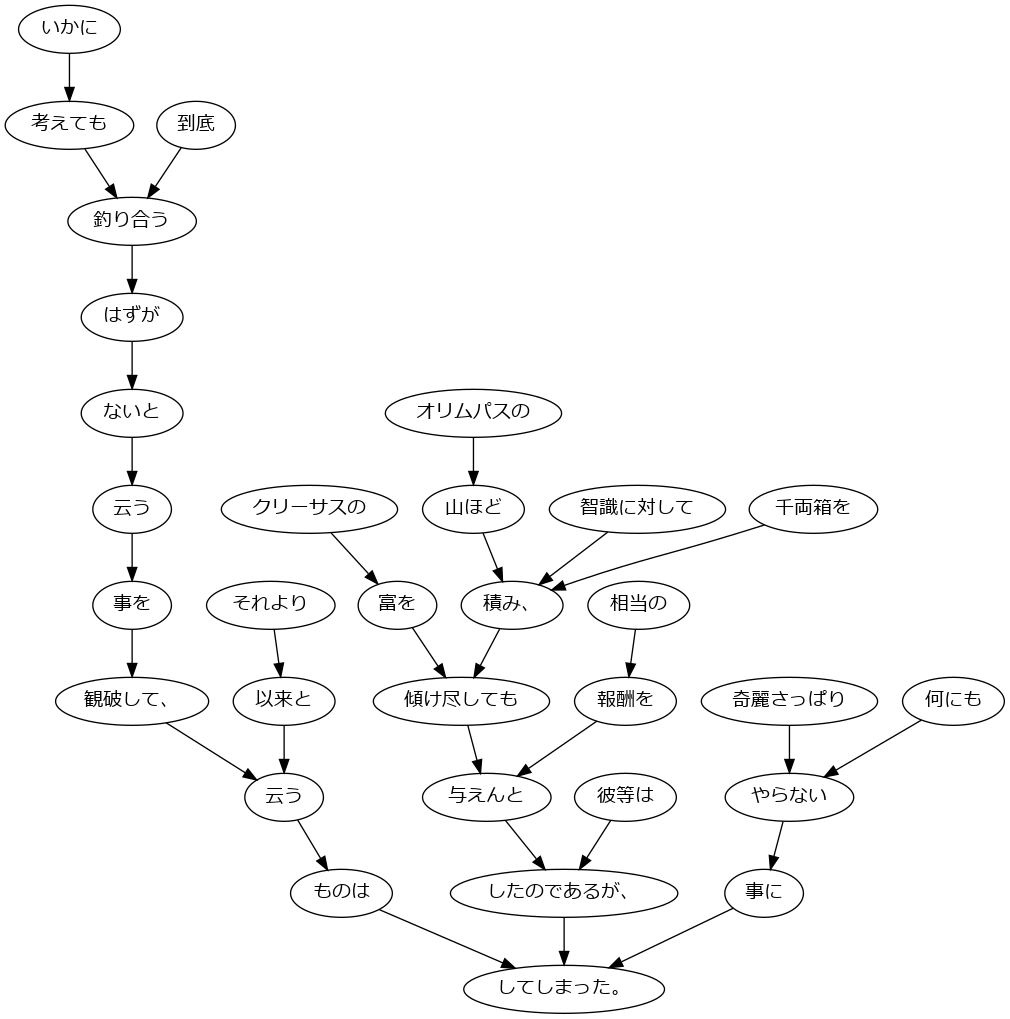 いかに
考えても
到底
釣り合う
はずが
ないと
オリムパスの
云う
クリーサスの
山ほど
智識に対して
千両箱を
事を
それより
富を
積み、
相当の
観破して、
以来と
傾け尽しても
報酬を
奇麗さっぱり
何にも
云う
与えんと
彼等は
やらない
ものは
したのであるが、
事に
してしまった。